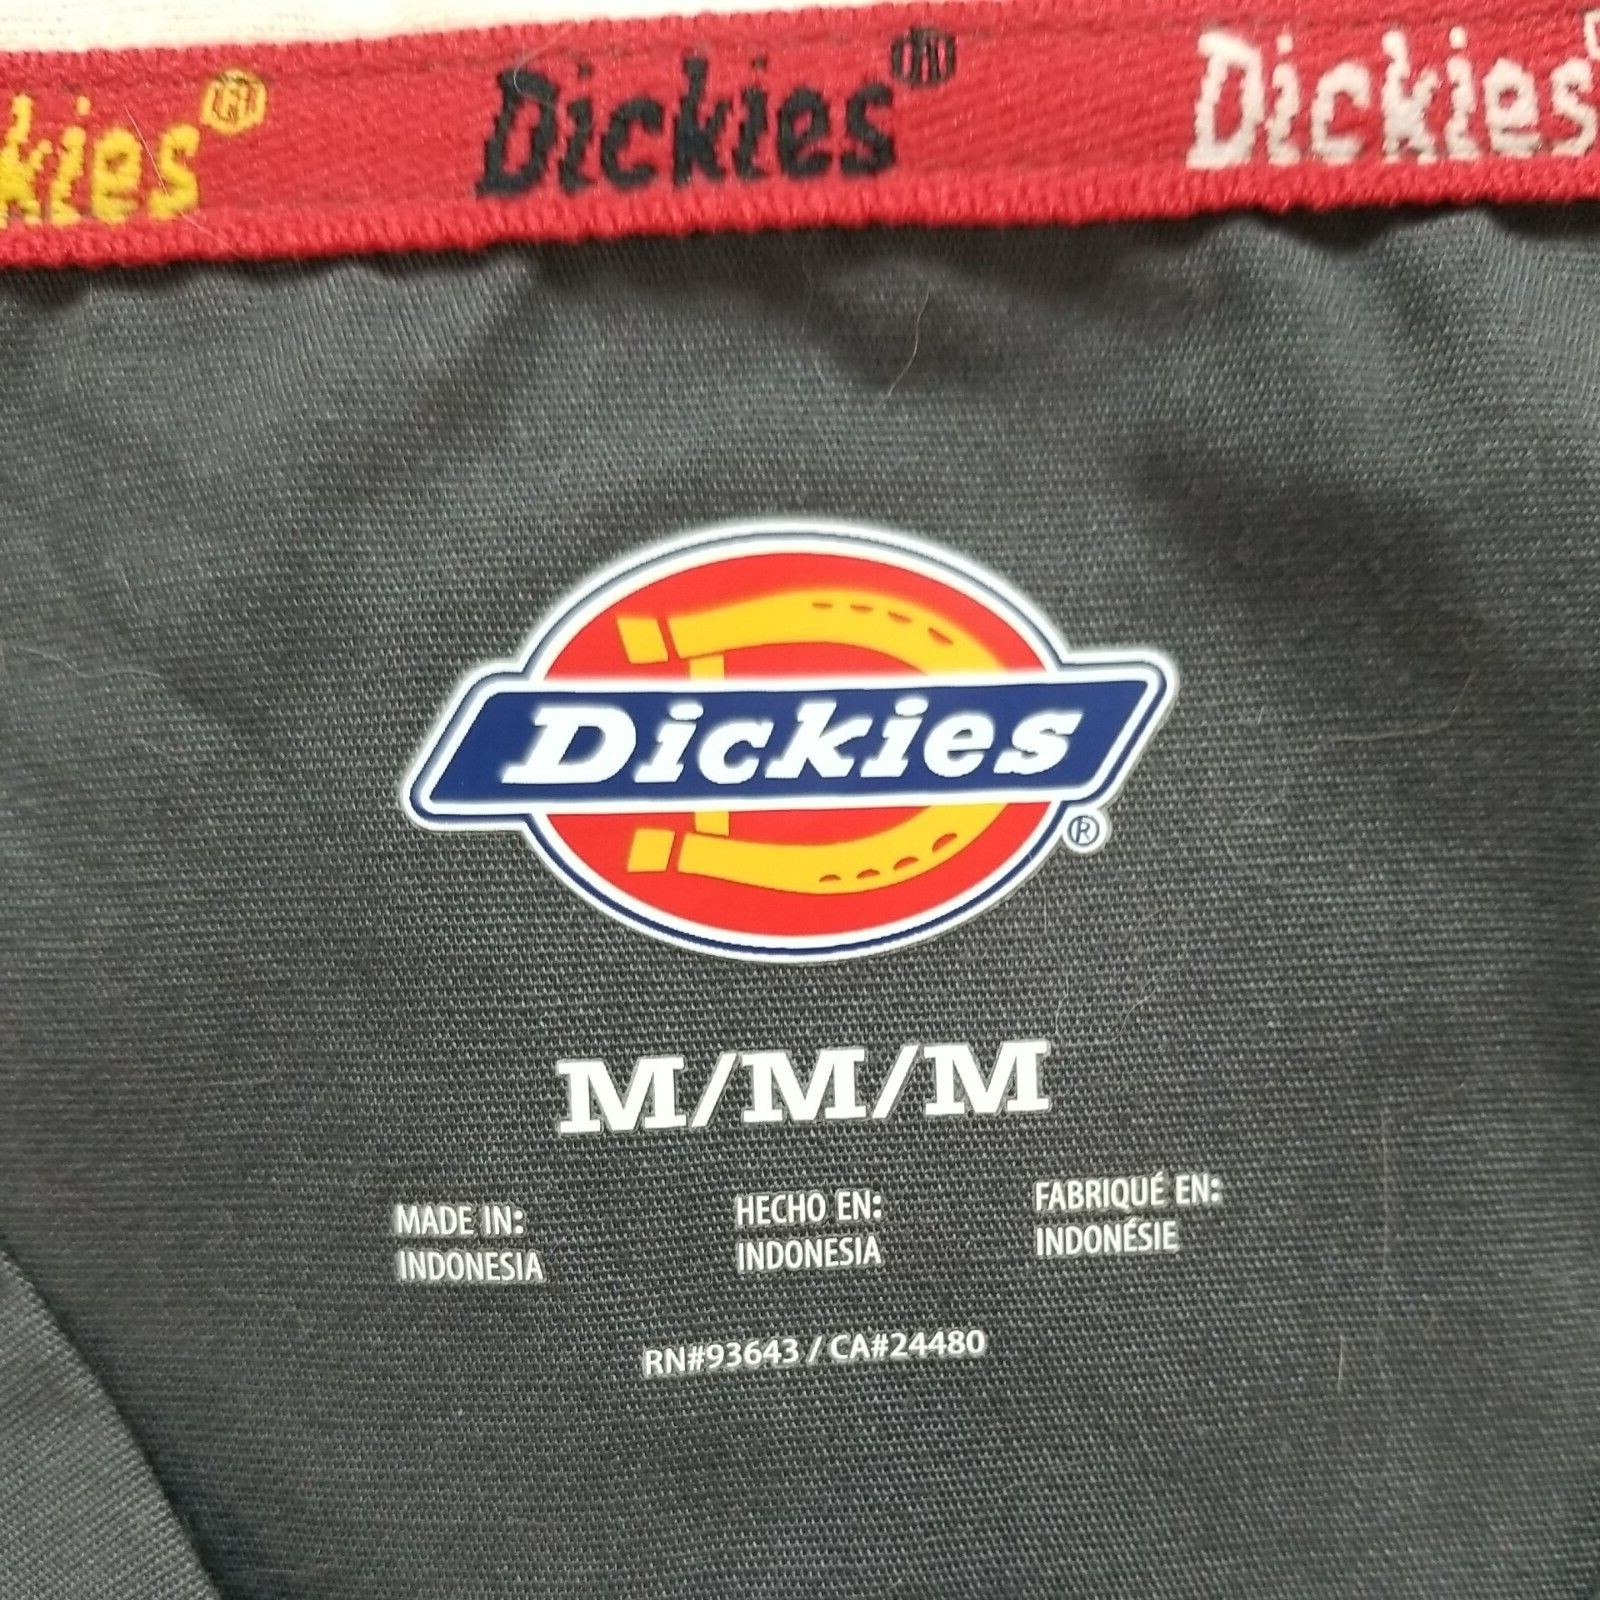 kies®
Dickies®
Dickies
Dickies®
M/M/M
MADE IN:
INDONESIA
HECHO EN:
INDONESIA
FABRIQUÉ EN:
INDONÉSIE
RN#93643 / CA#24480